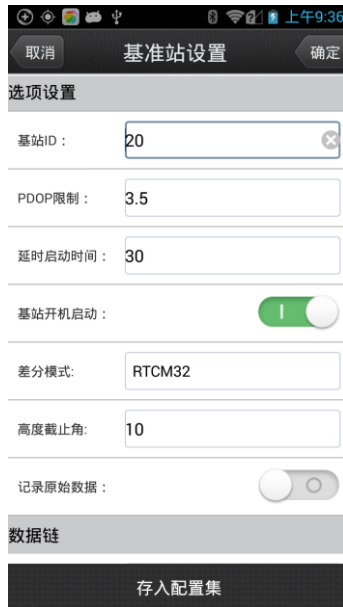 上午9:36
取消
基准站设置
确定
选项设置
基站ID：
20
PDOP限制：
3.5
延时启动时间：
30
基站开机启动：
差分模式:
RTCM32
高度截止角:
10
记录原始数据：
数据链
存入配置集